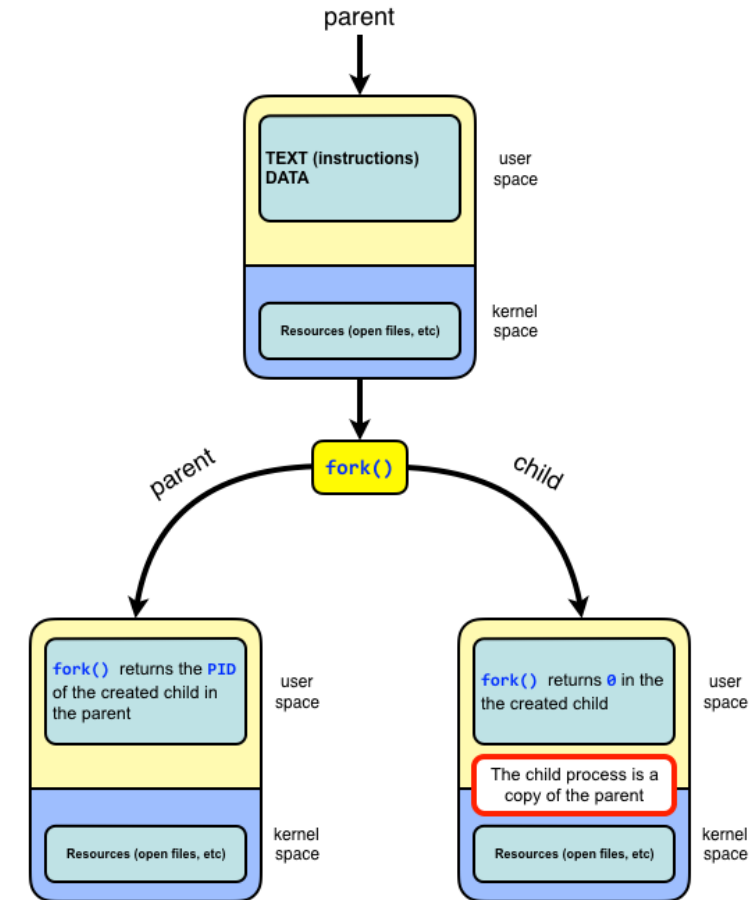 parent
TEXT (instructions)
DATA
user
space
Resources (open files, etc)
kernel
space
fork()
parent
child
fork() returns the PID
of the created child in
the parent
user
space
fork() returns 0 in the
the created child
user
space
The child process is a
copy of the parent
Resources (open files, etc)
kernel
space
Resources (open files, etc)
kernel
space